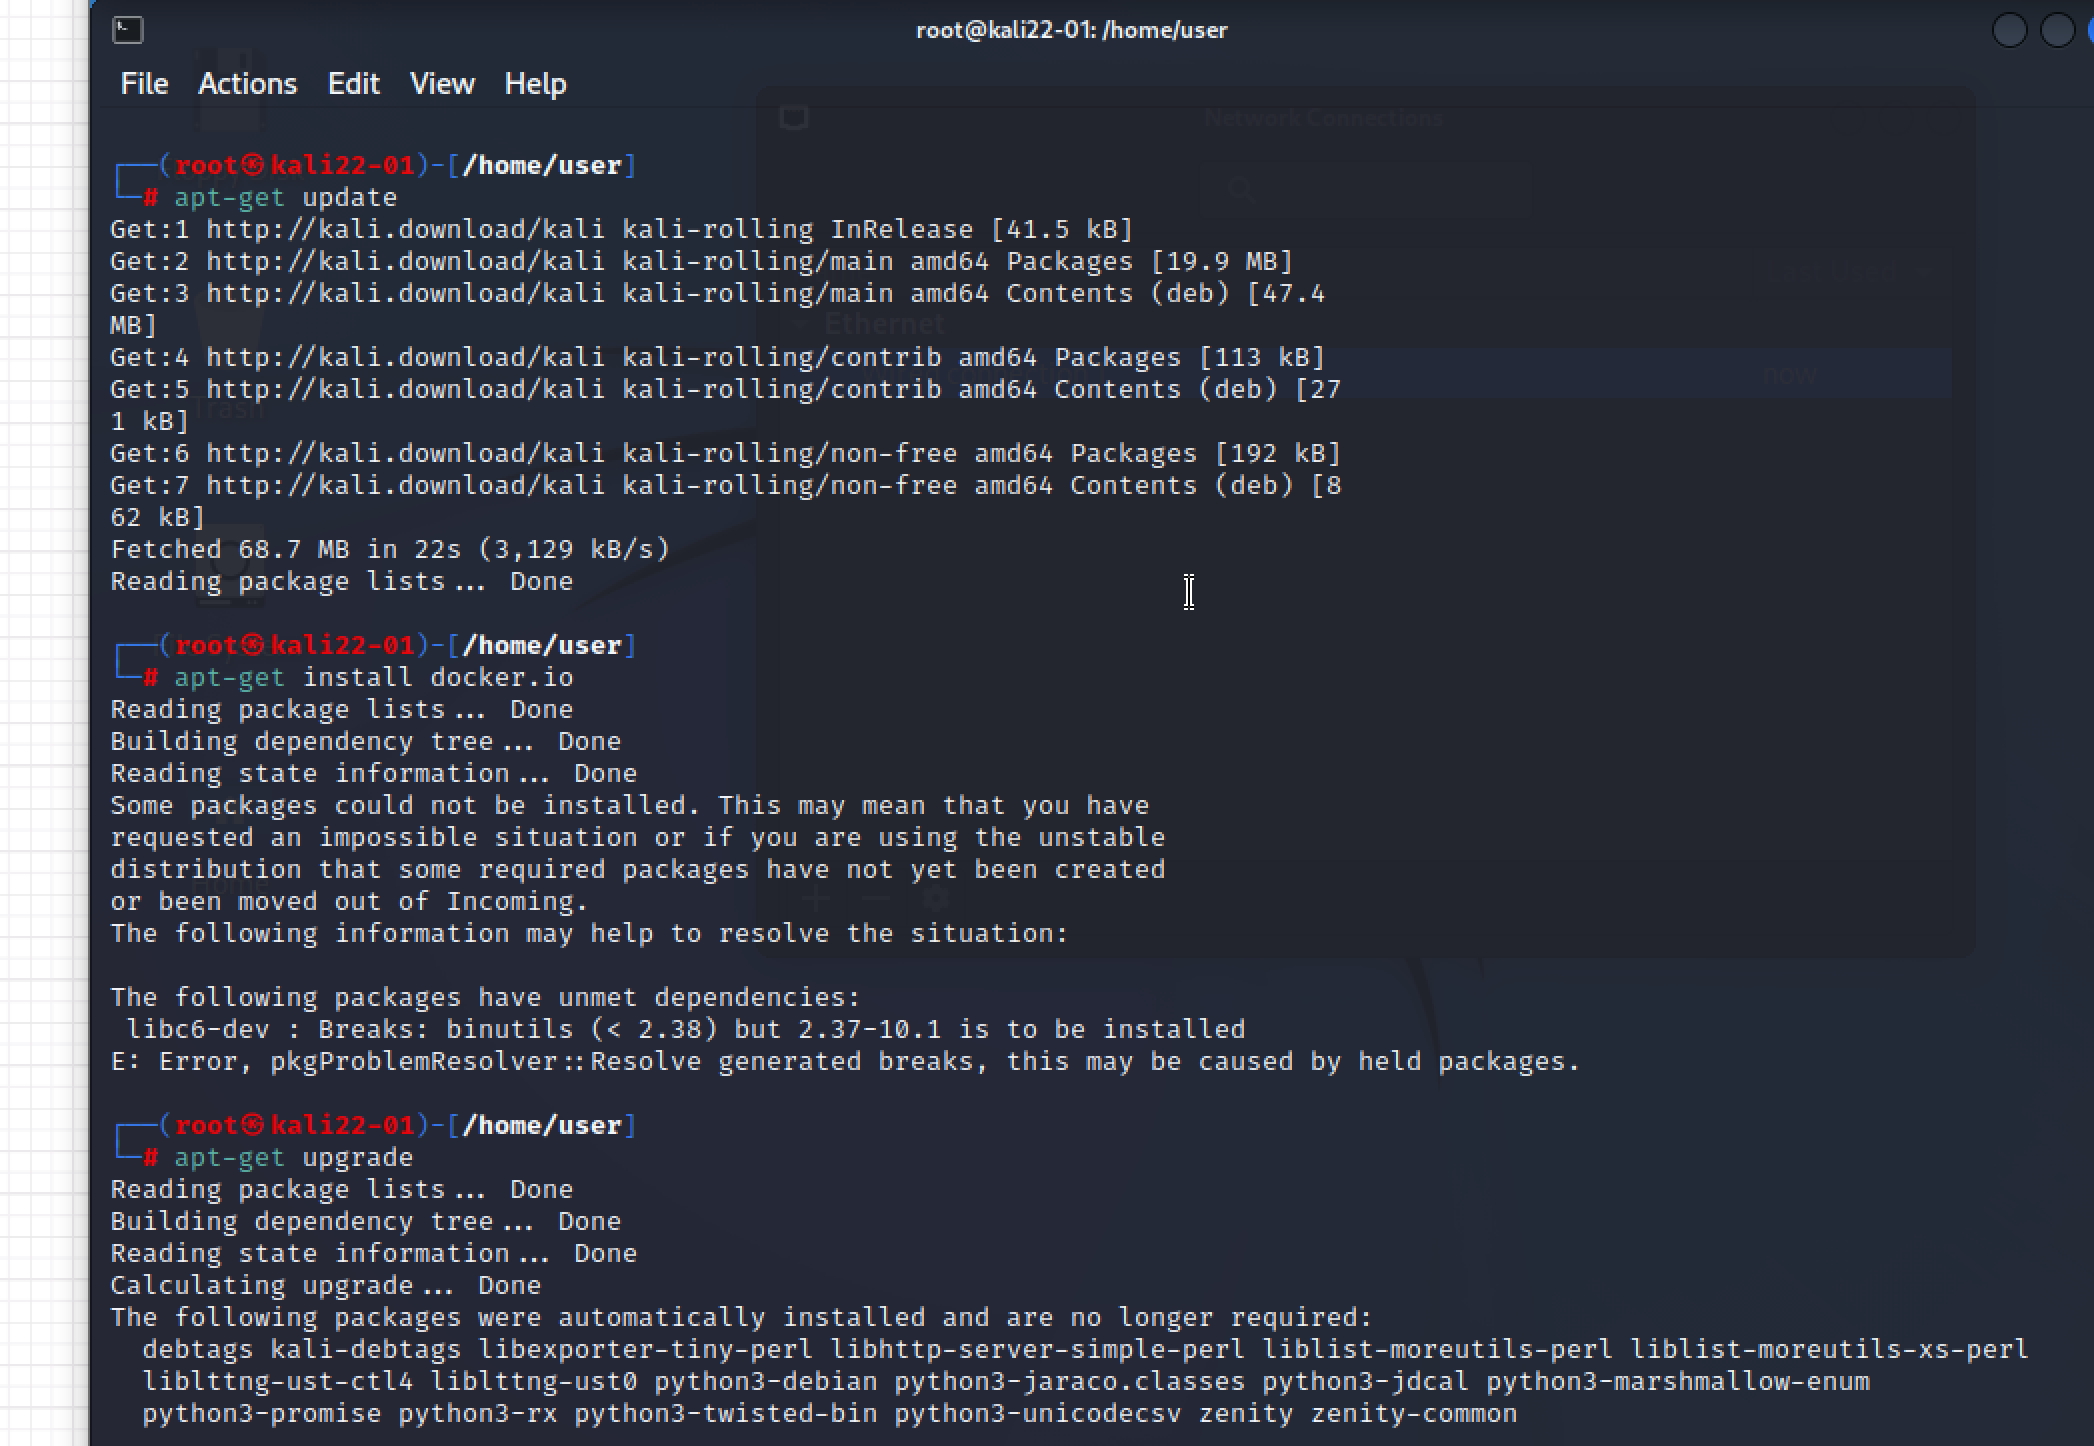 root@kali22-01: /home/user
File Actions Edit View Help
Network Connections
┌──(root㉿kali22-01)-[/home/user]
└─# apt-get update
Get:1 http://kali.download/kali kali-rolling InRelease [41.5 kB]
Get:2 http://kali.download/kali kali-rolling/main amd64 Packages [19.9 MB]
Get:3 http://kali.download/kali kali-rolling/main amd64 Contents (deb) [47.4
MB]
Ethernet
Get:4 http://kali.download/kali kali-rolling/contrib amd64 Packages [113 kB]
now
Get:5 http://kali.download/kali kali-rolling/contrib amd64 Contents (deb) [27
1 kB]
Trash
Get:6 http://kali.download/kali kali-rolling/non-free amd64 Packages [192 kB]
Get:7 http://kali.download/kali kali-rolling/non-free amd64 Contents (deb) [8
62 kB]
Fetched 68.7 MB in 22s (3,129 kB/s)
Reading package lists... Done
┌──(root㉿kali22-01)-[/home/user]
└─# apt-get install docker.io
Reading package lists... Done
Building dependency tree... Done
Reading state information... Done
Some packages could not be installed. This may mean that you have
requested an impossible situation or if you are using the unstable
distribution that some required packages have not yet been created
Home
or been moved out of Incoming.
The following information may help to resolve the situation:
The following packages have unmet dependencies:
 libc6-dev : Breaks: binutils (< 2.38) but 2.37-10.1 is to be installed
E: Error, pkgProblemResolver::Resolve generated breaks, this may be caused by held packages.
┌──(root㉿kali22-01)-[/home/user]
└─# apt-get upgrade
Reading package lists... Done
Building dependency tree... Done
Reading state information... Done
Calculating upgrade... Done
The following packages were automatically installed and are no longer required:
  debtags kali-debtags libexporter-tiny-perl libhttp-server-simple-perl liblist-moreutils-perl liblist-moreutils-xs-perl
  liblttng-ust-ctl4 liblttng-ust0 python3-debian python3-jaraco.classes python3-jdcal python3-marshmallow-enum
  python3-promise python3-rx python3-twisted-bin python3-unicodecsv zenity zenity-common